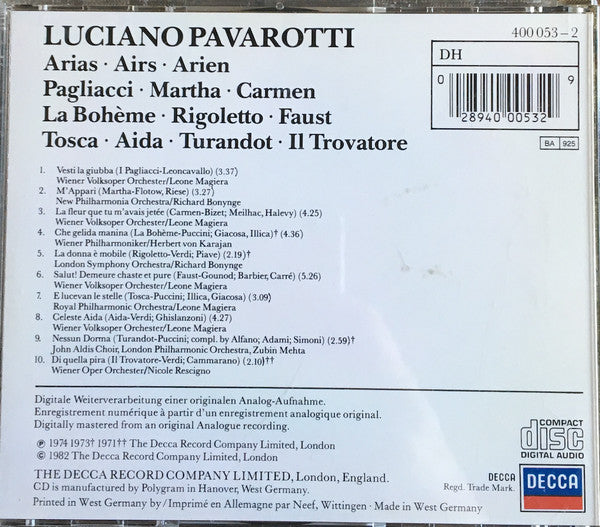 LUCIANO PAVAROTTI
Arias · Airs · Arien
Pagliacci · Martha · Carmen
La Bohème · Rigoletto · Faust
Tosca · Aida · Turandot · Il Trovatore
400 053-2
DH
0 28940 00532 9
BA 925
1. Vesti la giubba (I Pagliacci-Leoncavallo) (3.37)
Wiener Volksoper Orchester/Leone Magiera
2. M'Appari (Martha-Flotow, Riese) (3.27)
New Philharmonia Orchestra/Richard Bonynge
3. La fleur que tu m'avais jetée (Carmen-Bizet; Meilhac, Halevy) (4.25)
Wiener Volksoper Orchester/Leone Magiera
4. Che gelida manina (La Bohème-Puccini; Giacosa, Illica)† (4.36)
Wiener Philharmoniker/Herbert von Karajan
5. La donna è mobile (Rigoletto-Verdi; Piave) (2.19)†
London Symphony Orchestra/Richard Bonynge
6. Salut! Demeure chaste et pure (Faust-Gounod; Barbier, Carré) (5.26)
Wiener Volksoper Orchester/Leone Magiera
7. E lucevan le stelle (Tosca-Puccini; Illica, Giacosa) (3.09)
Royal Philharmonic Orchestra/Leone Magiera
8. Celeste Aida (Aida-Verdi; Ghislanzoni) (4.27)
Wiener Volksoper Orchester/Leone Magiera
9. Nessun Dorma (Turandot-Puccini; compl. by Alfano; Adami; Simoni) (2.59)†
John Aldis Choir, London Philharmonic Orchestra, Zubin Mehta
10. Di quella pira (Il Trovatore-Verdi; Cammarano) (2.10)††
Wiener Oper Orchester/Nicole Rescigno
Digitale Weiterverarbeitung einer originalen Analog-Aufnahme.
Enregistrement numérique à partir d'un enregistrement analogique original.
Digitally mastered from an original Analogue recording.
℗ 1974 1973† 1971†† The Decca Record Company Limited, London
© 1982 The Decca Record Company Limited, London
COMPACT
disc
DIGITAL AUDIO
THE DECCA RECORD COMPANY LIMITED, London, England.
CD is manufactured by Polygram in Hanover, West Germany.
Printed in West Germany by/Imprimé en Allemagne par Neef, Wittingen · Made in West Germany
DECCA
Regd. Trade Mark.
DECCA